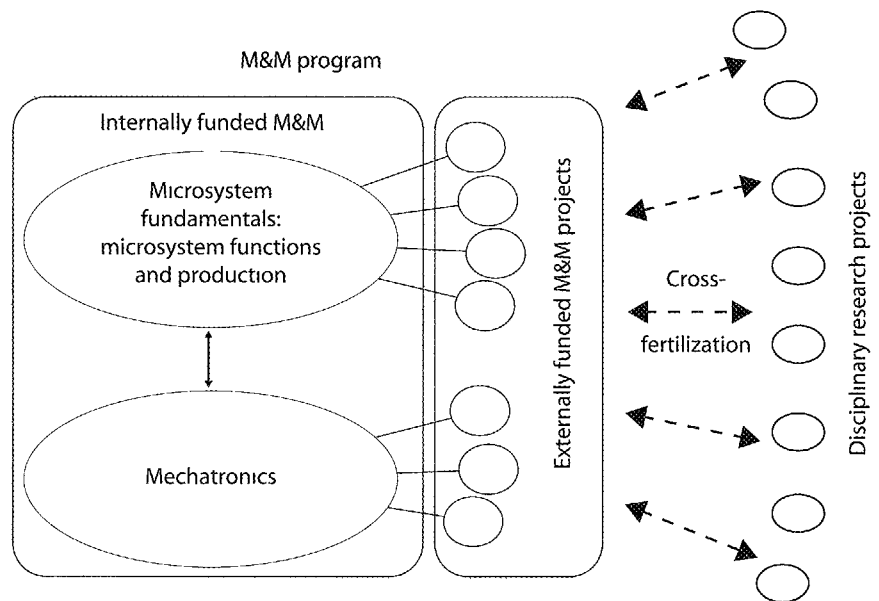 M&M program
Internally funded M&M
Microsystem
fundamentals:
microsystem functions
and production
Mechatronics
Externally funded M&M projects
Cross-
fertilization
Disciplinary research projects